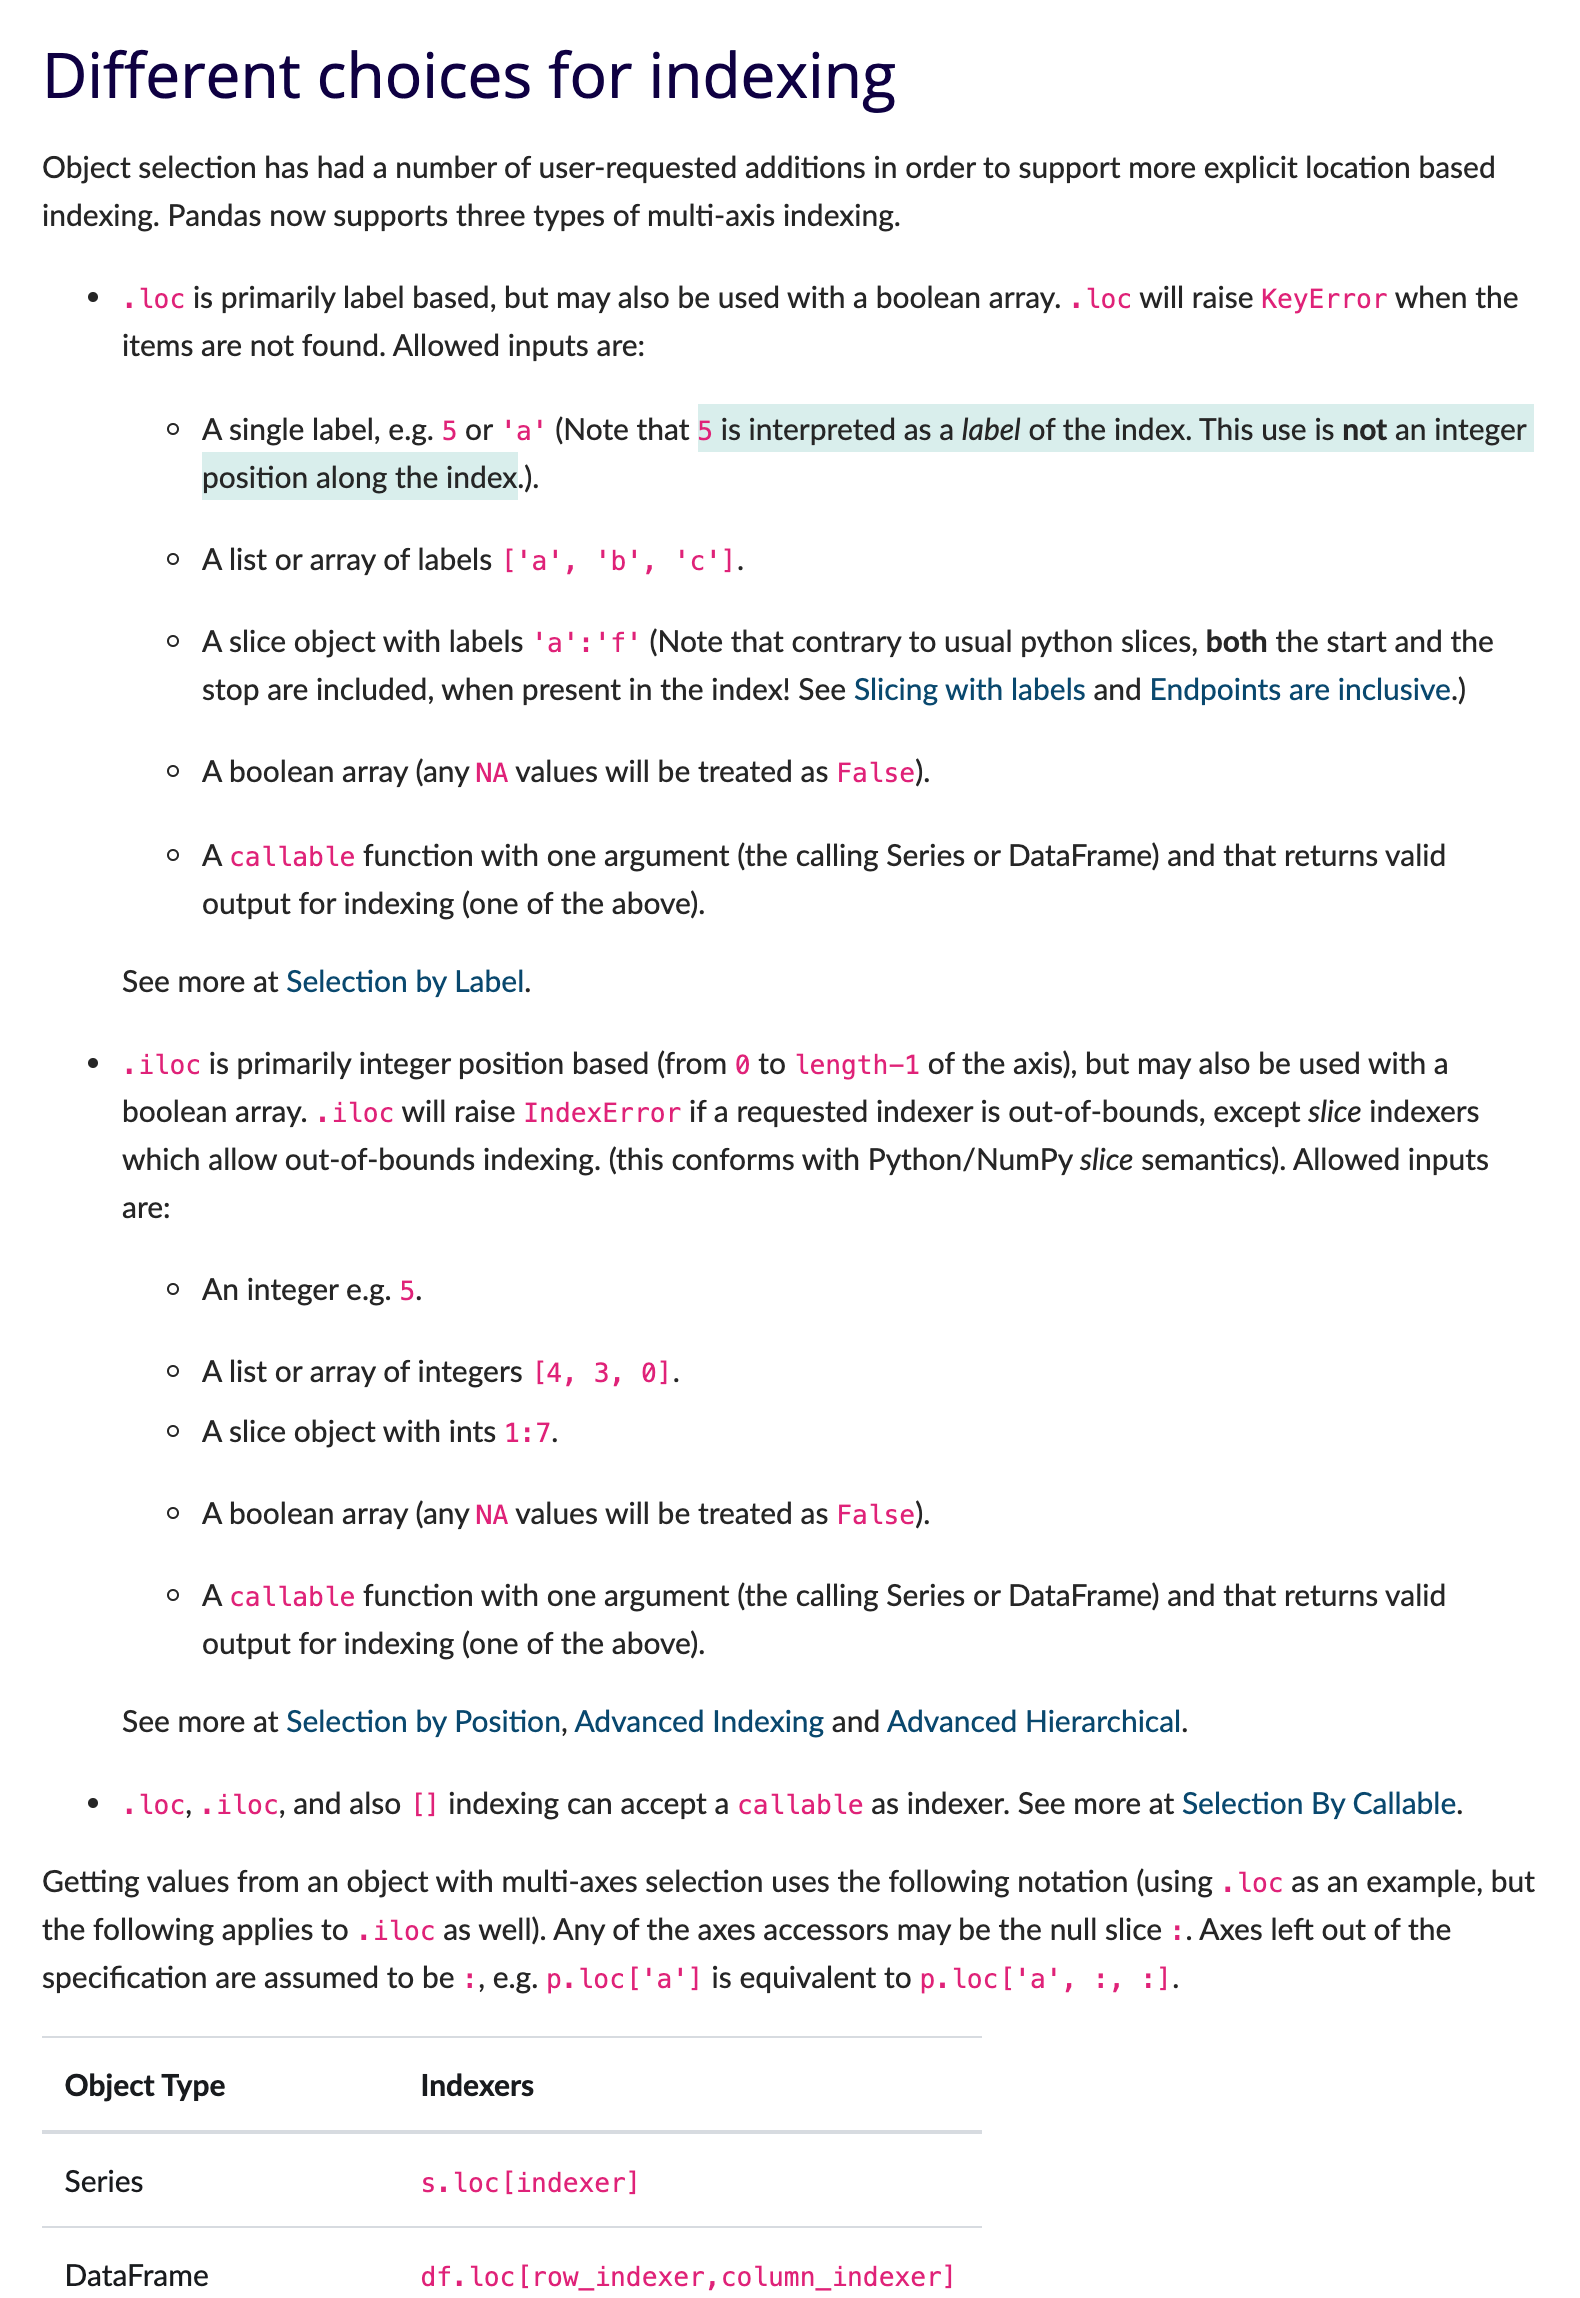 Different choices for indexing
Object selection has had a number of user-requested additions in order to support more explicit location based
indexing. Pandas now supports three types of multi-axis indexing.
• .loc is primarily label based, but may also be used with a boolean array. .loc will raise KeyError when the
items are not found. Allowed inputs are:
◦ A single label, e.g. 5 or 'a' (Note that 5 is interpreted as a label of the index. This use is not an integer
position along the index.).
◦ A list or array of labels ['a', 'b', 'c'].
◦ A slice object with labels 'a':'f' (Note that contrary to usual python slices, both the start and the
stop are included, when present in the index! See Slicing with labels and Endpoints are inclusive.)
◦ A boolean array (any NA values will be treated as False).
◦ A callable function with one argument (the calling Series or DataFrame) and that returns valid
output for indexing (one of the above).
See more at Selection by Label.
• .iloc is primarily integer position based (from 0 to length-1 of the axis), but may also be used with a
boolean array. .iloc will raise IndexError if a requested indexer is out-of-bounds, except slice indexers
which allow out-of-bounds indexing. (this conforms with Python/NumPy slice semantics). Allowed inputs
are:
◦ An integer e.g. 5.
◦ A list or array of integers [4, 3, 0].
◦ A slice object with ints 1:7.
◦ A boolean array (any NA values will be treated as False).
◦ A callable function with one argument (the calling Series or DataFrame) and that returns valid
output for indexing (one of the above).
See more at Selection by Position, Advanced Indexing and Advanced Hierarchical.
• .loc, .iloc, and also [] indexing can accept a callable as indexer. See more at Selection By Callable.
Getting values from an object with multi-axes selection uses the following notation (using .loc as an example, but
the following applies to .iloc as well). Any of the axes accessors may be the null slice :. Axes left out of the
specification are assumed to be :, e.g. p.loc['a'] is equivalent to p.loc['a', :, :].
Object Type Indexers
Series s.loc[indexer]
DataFrame df.loc[row_indexer,column_indexer]